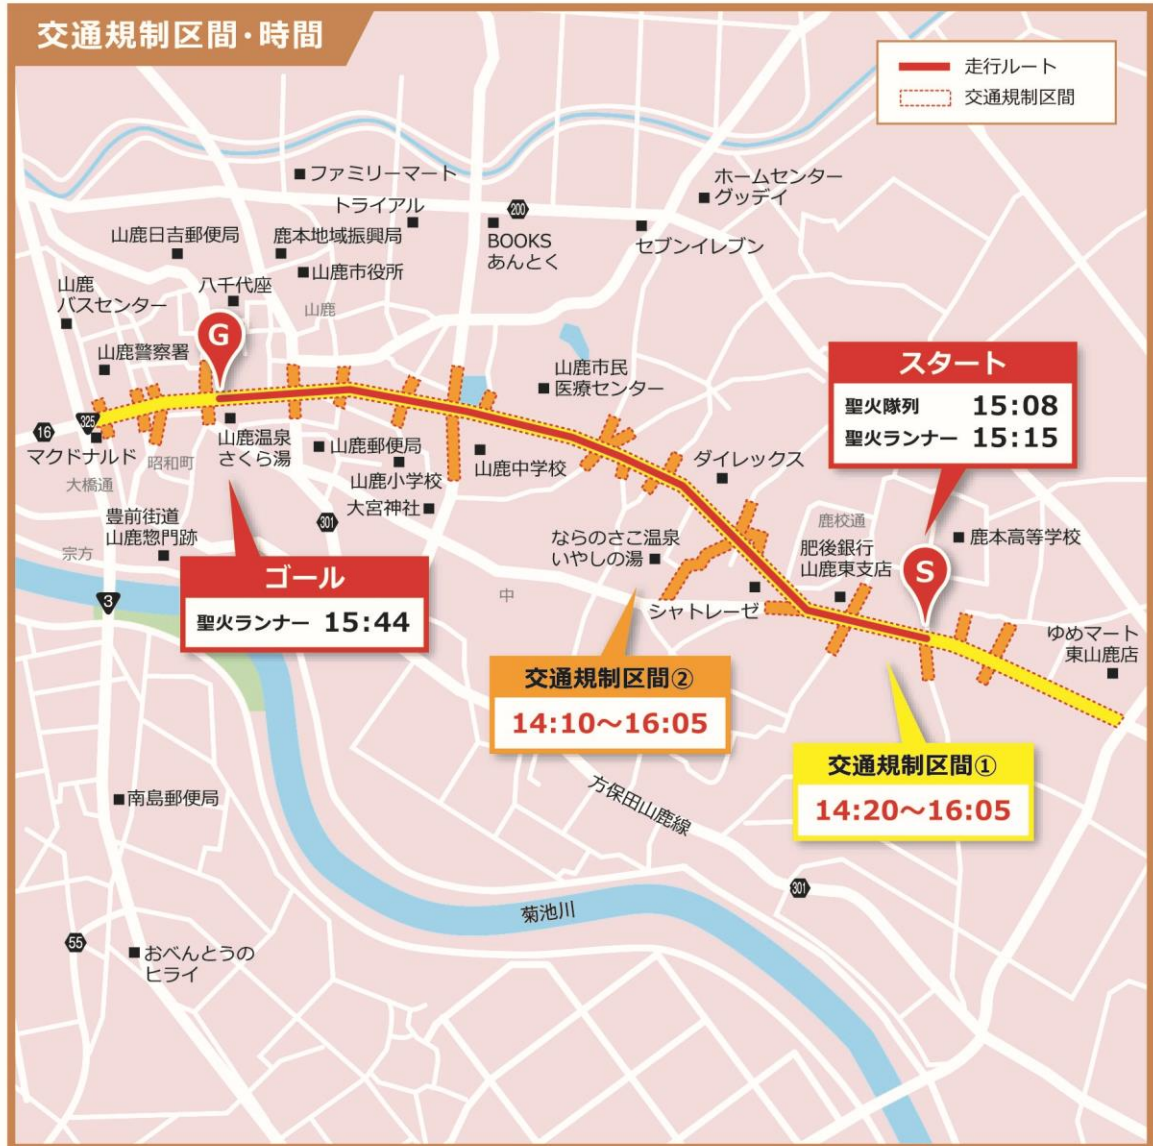 交通規制区間・時間
走行ルート
交通規制区間
ファミリーマート
ホームセンター
グッデイ
トライアル
200
山鹿日吉郵便局
鹿本地域振興局
BOOKS
あんとく
セブンイレブン
山鹿市役所
山鹿
バスセンター
八千代座
山鹿
G
山鹿警察署
山鹿市民
医療センター
スタート
聖火隊列 15:08
聖火ランナー 15:15
325
16
マクドナルド
山鹿温泉
さくら湯
昭和町
山鹿郵便局
山鹿小学校
山鹿中学校
ダイレックス
大橋通
大宮神社
301
豊前街道
山鹿惣門跡
宗方
ならのさこ温泉
いやしの湯
鹿校通
鹿本高等学校
肥後銀行
山鹿東支店
S
ゴール
聖火ランナー 15:44
3
中
シャトレーゼ
ゆめマート
東山鹿店
交通規制区間②
14:10～16:05
交通規制区間①
14:20～16:05
南島郵便局
方保田山鹿線
301
菊池川
55
おべんとうの
ヒライ